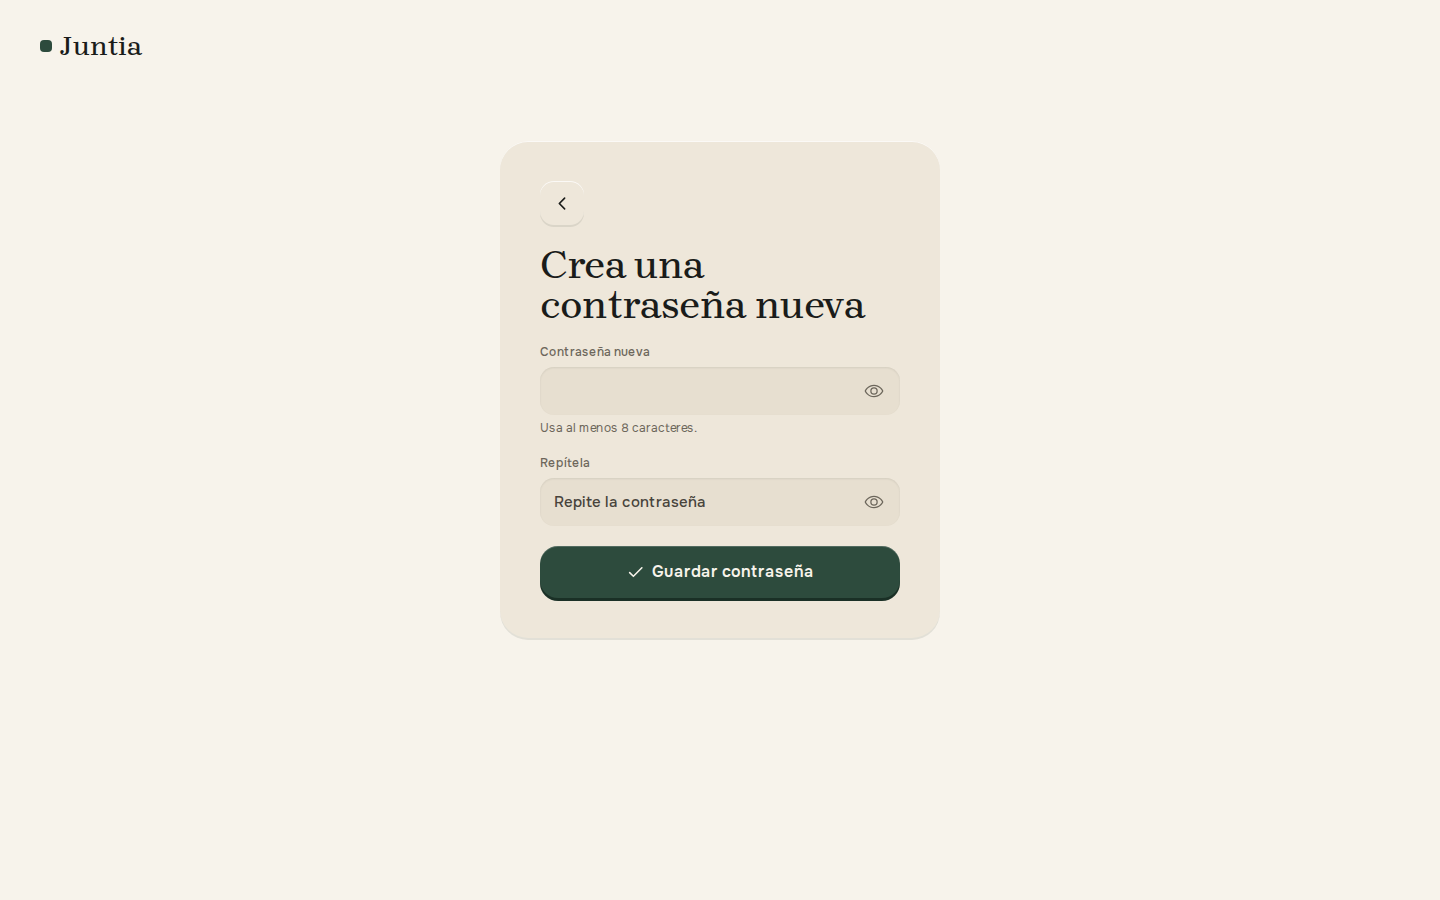 Juntia
Crea una
contraseña nueva
Contraseña nueva
Usa al menos 8 caracteres.
Repítela
Repite la contraseña
Guardar contraseña